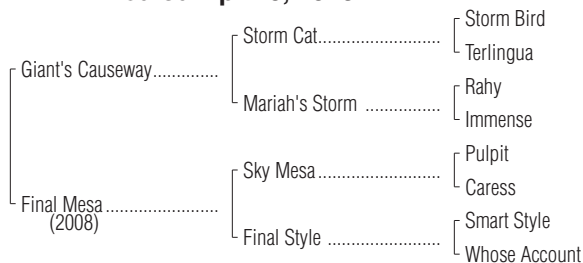 Storm Bird
Storm Cat
Terlingua
Giant's Causeway
Rahy
Mariah's Storm
Immense
Pulpit
Sky Mesa
Caress
Final Mesa
(2008)
Smart Style
Final Style
Whose Account